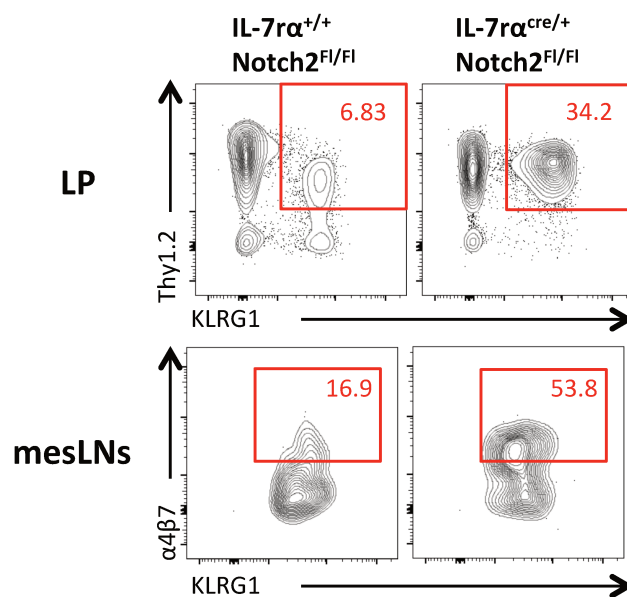 IL-7rα+/+ IL-7rαcre/+
Notch2Fl/Fl Notch2Fl/Fl
LP
Thy1.2
6.83
34.2
KLRG1
mesLNs
α4β7
16.9
53.8
KLRG1